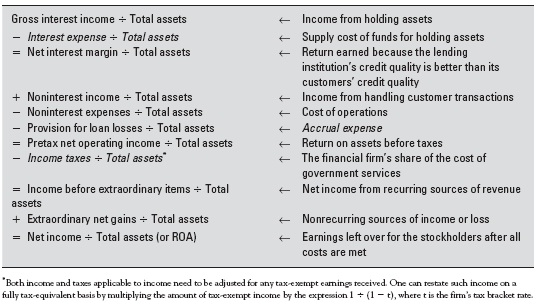 Gross interest income ÷ Total assets ← Income from holding assets
− Interest expense ÷ Total assets ← Supply cost of funds for holding assets
= Net interest margin ÷ Total assets ← Return earned because the lending
institution's credit quality is better than its
customers' credit quality
+ Noninterest income ÷ Total assets ← Income from handling customer transactions
− Noninterest expenses ÷ Total assets ← Cost of operations
− Provision for loan losses ÷ Total assets ← Accrual expense
= Pretax net operating income ÷ Total assets ← Return on assets before taxes
− Income taxes ÷ Total assets* ← The financial firm's share of the cost of
government services
= Income before extraordinary items ÷ Total ← Net income from recurring sources of revenue
assets
+ Extraordinary net gains ÷ Total assets ← Nonrecurring sources of income or loss
= Net income ÷ Total assets (or ROA) ← Earnings left over for the stockholders after all
costs are met
*Both income and taxes applicable to income need to be adjusted for any tax-exempt earnings received. One can restate such income on a
fully tax-equivalent basis by multiplying the amount of tax-exempt income by the expression 1 ÷ (1 − t), where t is the firm's tax bracket rate.